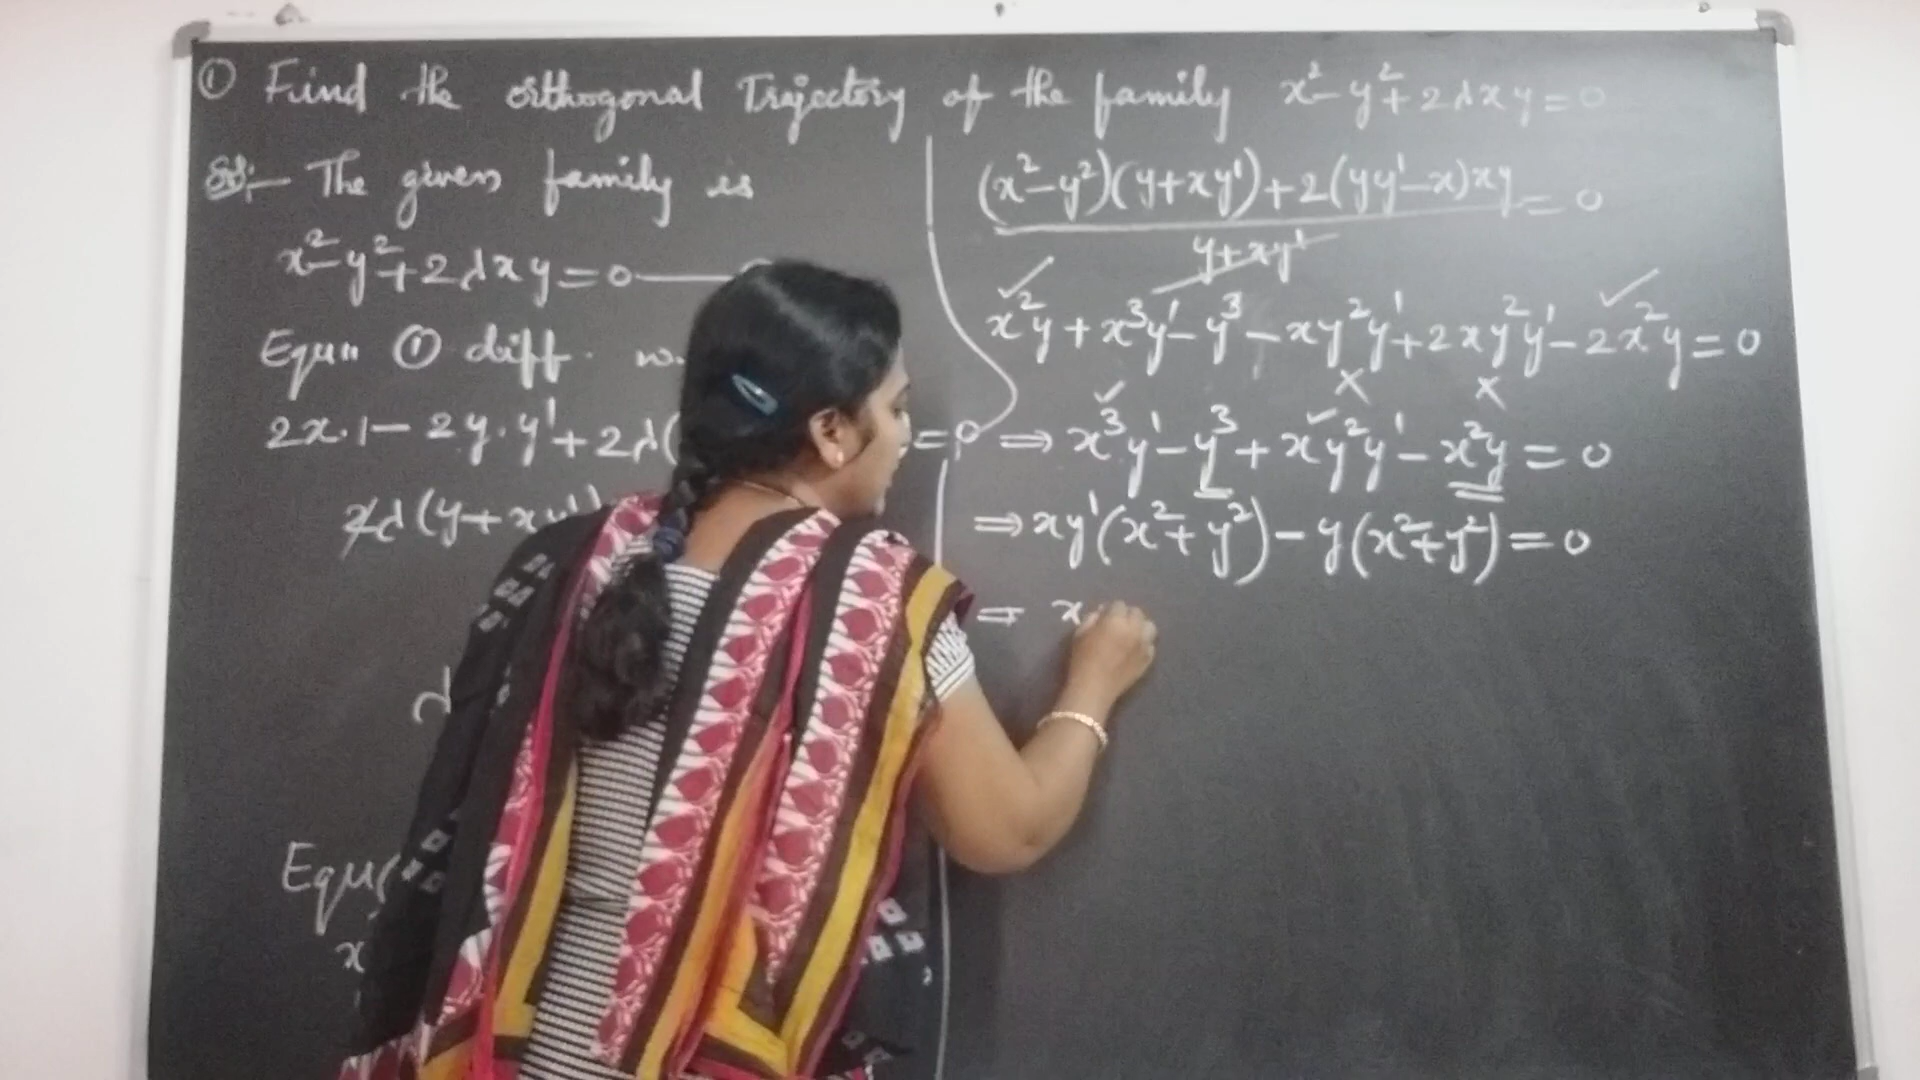 ① Find the orthogonal Trajectory of the family x²-y²+2λxy=0
Sol:- The given family is
x²-y²+2λxy=0
Equn ① diff. w.
2x.1-2y.y'+2λ( =0
2λ(y+xy')
Equ
x
(x²-y²)(y+xy')+2(yy'-x)xy =0
y+xy'
x²y+x³y'-y³-xy²y'+2xy²y'-2x²y=0
⇒ x³y'-y³+xy²y'-x²y=0
⇒ xy'(x²+y²)-y(x²+y²)=0
= x